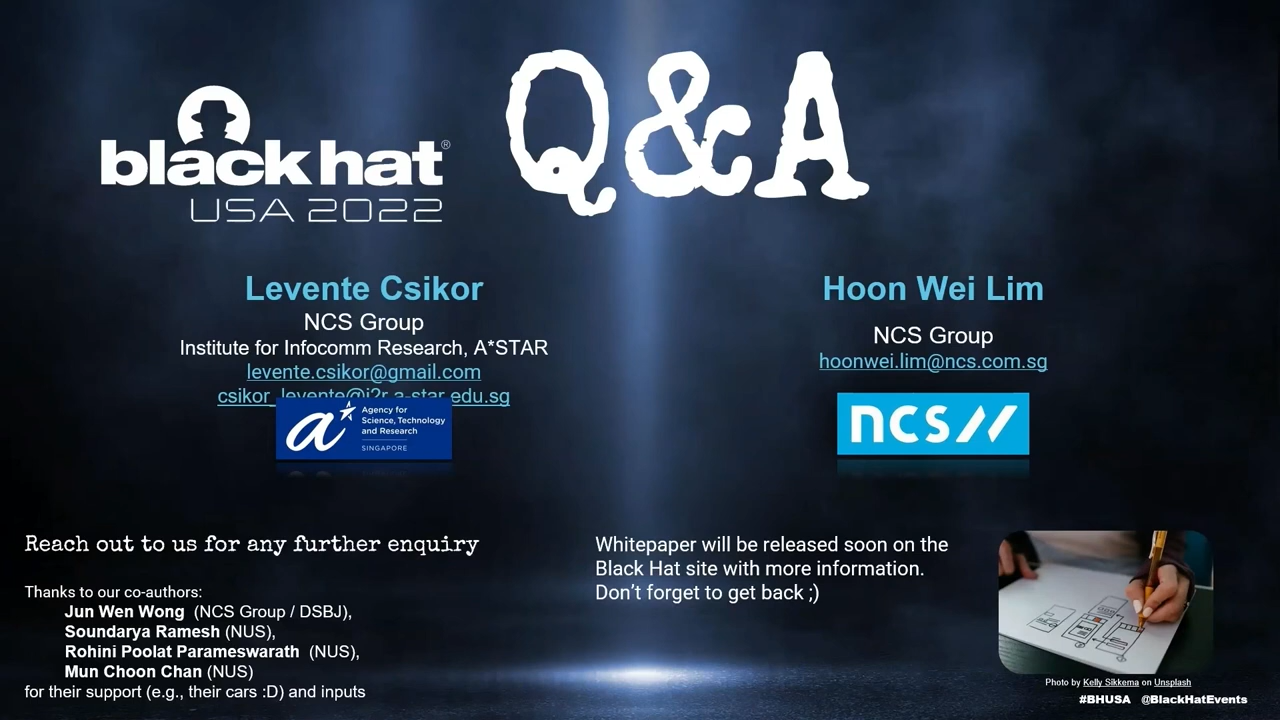 Q&A
black hat®
USA 2022
Levente Csikor
NCS Group
Institute for Infocomm Research, A*STAR
levente.csikor@gmail.com
csikor_levente@i2r.a-star.edu.sg
Agency for
Science, Technology
and Research
SINGAPORE
Hoon Wei Lim
NCS Group
hoonwei.lim@ncs.com.sg
ncs//
Reach out to us for any further enquiry
Thanks to our co-authors:
Jun Wen Wong (NCS Group / DSBJ),
Soundarya Ramesh (NUS),
Rohini Poolat Parameswarath (NUS),
Mun Choon Chan (NUS)
for their support (e.g., their cars :D) and inputs
Whitepaper will be released soon on the
Black Hat site with more information.
Don't forget to get back ;)
Photo by Kelly Sikkema on Unsplash
#BHUSA @BlackHatEvents